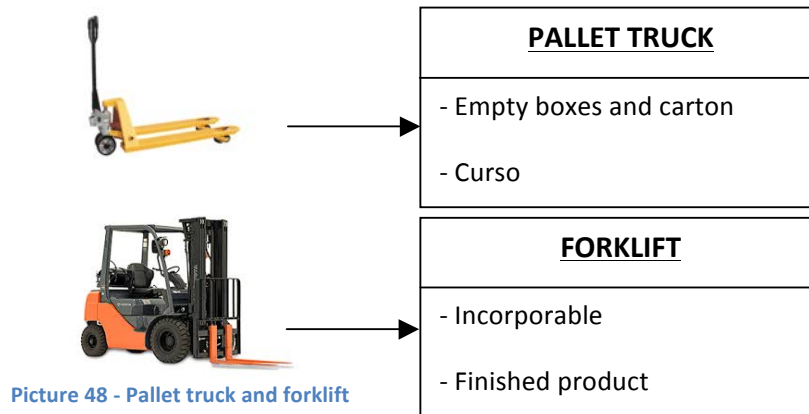 PALLET TRUCK
- Empty boxes and carton
- Curso
FORKLIFT
- Incorporable
- Finished product
Picture 48 - Pallet truck and forklift